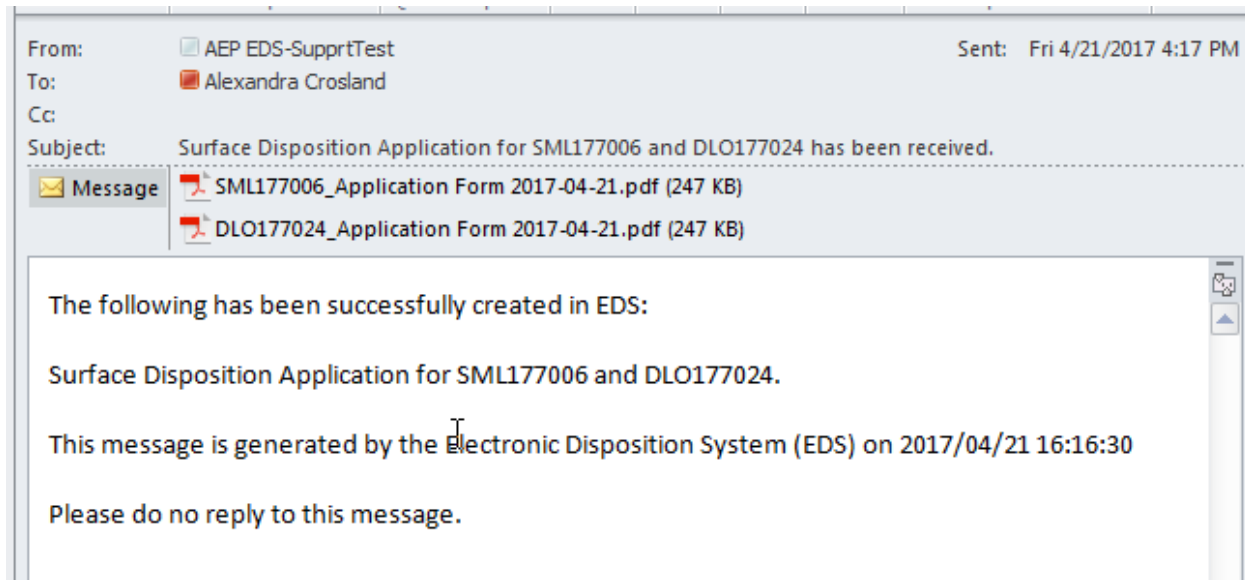 From: AEP EDS-SupprtTest Sent: Fri 4/21/2017 4:17 PM
To: Alexandra Crosland
Cc:
Subject: Surface Disposition Application for SML177006 and DLO177024 has been received.
Message SML177006_Application Form 2017-04-21.pdf (247 KB)
DLO177024_Application Form 2017-04-21.pdf (247 KB)
The following has been successfully created in EDS:
Surface Disposition Application for SML177006 and DLO177024.
This message is generated by the Electronic Disposition System (EDS) on 2017/04/21 16:16:30
Please do no reply to this message.